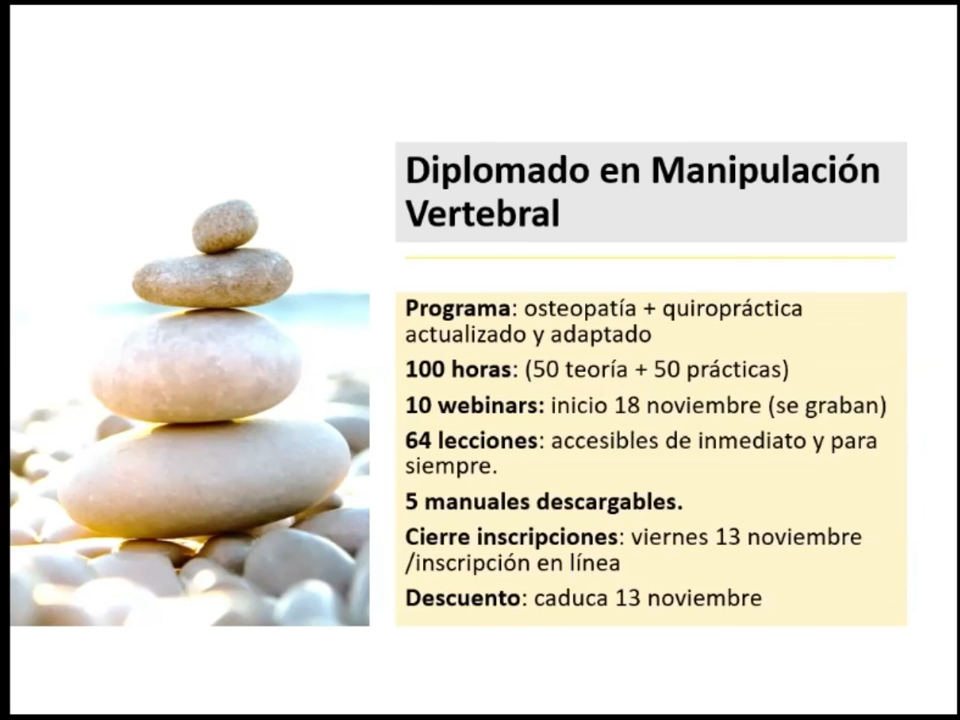 Diplomado en Manipulación
Vertebral
Programa: osteopatía + quiropráctica
actualizado y adaptado
100 horas: (50 teoría + 50 prácticas)
10 webinars: inicio 18 noviembre (se graban)
64 lecciones: accesibles de inmediato y para
siempre.
5 manuales descargables.
Cierre inscripciones: viernes 13 noviembre
/inscripción en línea
Descuento: caduca 13 noviembre